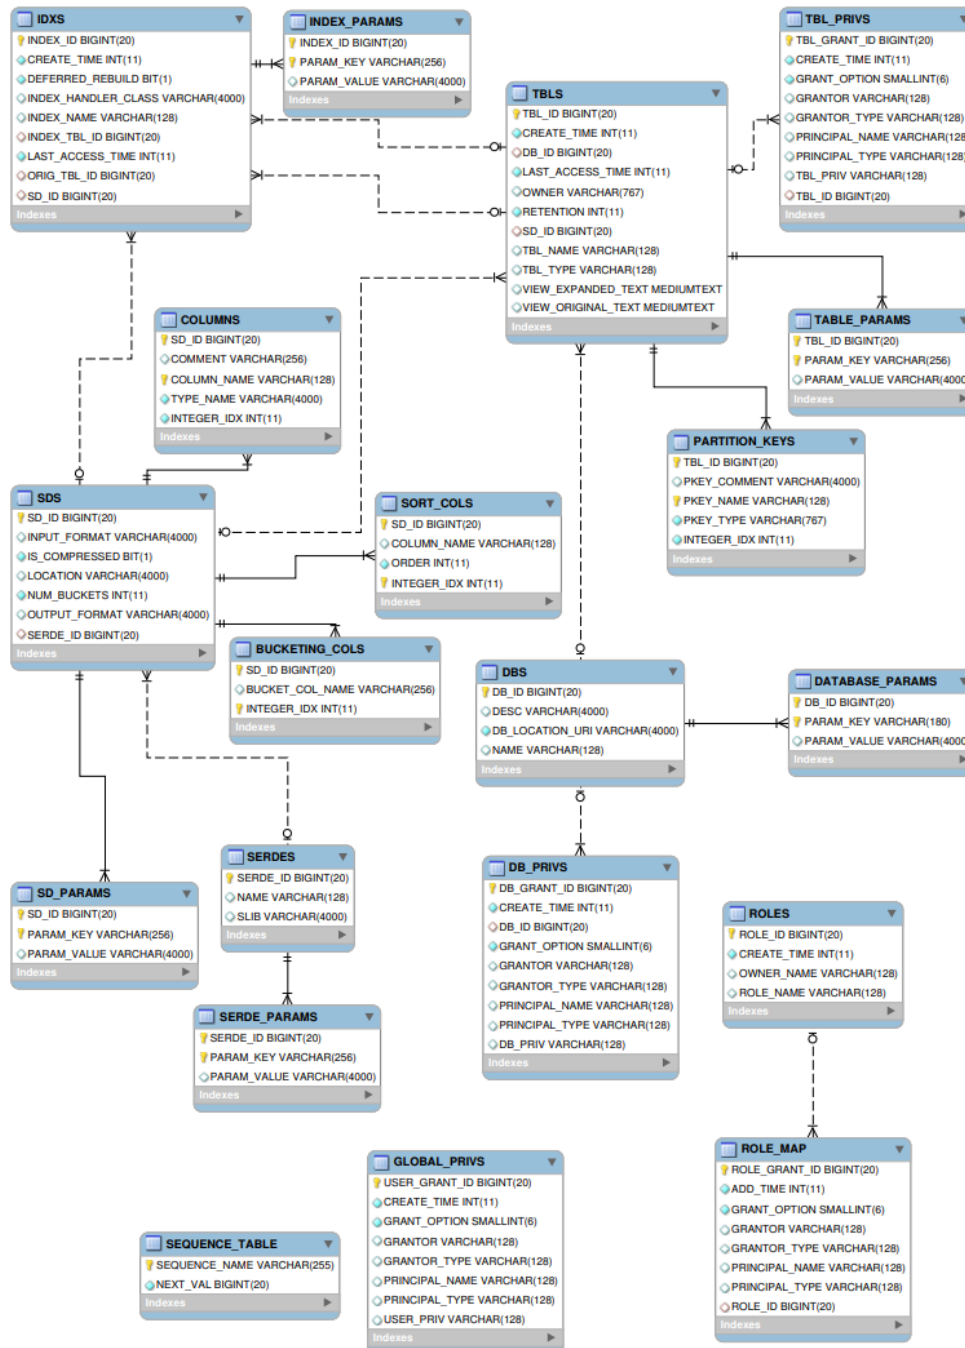 IDXS
INDEX_ID BIGINT(20)
CREATE_TIME INT(11)
DEFERRED_REBUILD BIT(1)
INDEX_HANDLER_CLASS VARCHAR(4000)
INDEX_NAME VARCHAR(128)
INDEX_TBL_ID BIGINT(20)
LAST_ACCESS_TIME INT(11)
ORIG_TBL_ID BIGINT(20)
SD_ID BIGINT(20)
Indexes
INDEX_PARAMS
INDEX_ID BIGINT(20)
PARAM_KEY VARCHAR(256)
PARAM_VALUE VARCHAR(4000)
Indexes
TBLS
TBL_ID BIGINT(20)
CREATE_TIME INT(11)
DB_ID BIGINT(20)
LAST_ACCESS_TIME INT(11)
OWNER VARCHAR(767)
RETENTION INT(11)
SD_ID BIGINT(20)
TBL_NAME VARCHAR(128)
TBL_TYPE VARCHAR(128)
VIEW_EXPANDED_TEXT MEDIUMTEXT
VIEW_ORIGINAL_TEXT MEDIUMTEXT
Indexes
TBL_PRIVS
TBL_GRANT_ID BIGINT(20)
CREATE_TIME INT(11)
GRANT_OPTION SMALLINT(6)
GRANTOR VARCHAR(128)
GRANTOR_TYPE VARCHAR(128)
PRINCIPAL_NAME VARCHAR(128
PRINCIPAL_TYPE VARCHAR(128)
TBL_PRIV VARCHAR(128)
TBL_ID BIGINT(20)
Indexes
COLUMNS
SD_ID BIGINT(20)
COMMENT VARCHAR(256)
COLUMN_NAME VARCHAR(128)
TYPE_NAME VARCHAR(4000)
INTEGER_IDX INT(11)
Indexes
TABLE_PARAMS
TBL_ID BIGINT(20)
PARAM_KEY VARCHAR(256)
PARAM_VALUE VARCHAR(4000
Indexes
PARTITION_KEYS
TBL_ID BIGINT(20)
PKEY_COMMENT VARCHAR(4000)
PKEY_NAME VARCHAR(128)
PKEY_TYPE VARCHAR(767)
INTEGER_IDX INT(11)
Indexes
SDS
SD_ID BIGINT(20)
INPUT_FORMAT VARCHAR(4000)
IS_COMPRESSED BIT(1)
LOCATION VARCHAR(4000)
NUM_BUCKETS INT(11)
OUTPUT_FORMAT VARCHAR(4000)
SERDE_ID BIGINT(20)
Indexes
SORT_COLS
SD_ID BIGINT(20)
COLUMN_NAME VARCHAR(128)
ORDER INT(11)
INTEGER_IDX INT(11)
Indexes
BUCKETING_COLS
SD_ID BIGINT(20)
BUCKET_COL_NAME VARCHAR(256)
INTEGER_IDX INT(11)
Indexes
DBS
DB_ID BIGINT(20)
DESC VARCHAR(4000)
DB_LOCATION_URI VARCHAR(4000)
NAME VARCHAR(128)
Indexes
DATABASE_PARAMS
DB_ID BIGINT(20)
PARAM_KEY VARCHAR(180)
PARAM_VALUE VARCHAR(4000
Indexes
SERDES
SERDE_ID BIGINT(20)
NAME VARCHAR(128)
SLIB VARCHAR(4000)
Indexes
DB_PRIVS
DB_GRANT_ID BIGINT(20)
CREATE_TIME INT(11)
DB_ID BIGINT(20)
GRANT_OPTION SMALLINT(6)
GRANTOR VARCHAR(128)
GRANTOR_TYPE VARCHAR(128)
PRINCIPAL_NAME VARCHAR(128)
PRINCIPAL_TYPE VARCHAR(128)
DB_PRIV VARCHAR(128)
Indexes
SD_PARAMS
SD_ID BIGINT(20)
PARAM_KEY VARCHAR(256)
PARAM_VALUE VARCHAR(4000)
Indexes
ROLES
ROLE_ID BIGINT(20)
CREATE_TIME INT(11)
OWNER_NAME VARCHAR(128)
ROLE_NAME VARCHAR(128)
Indexes
SERDE_PARAMS
SERDE_ID BIGINT(20)
PARAM_KEY VARCHAR(256)
PARAM_VALUE VARCHAR(4000)
Indexes
ROLE_MAP
ROLE_GRANT_ID BIGINT(20)
ADD_TIME INT(11)
GRANT_OPTION SMALLINT(6)
GRANTOR VARCHAR(128)
GRANTOR_TYPE VARCHAR(128)
PRINCIPAL_NAME VARCHAR(128)
PRINCIPAL_TYPE VARCHAR(128)
ROLE_ID BIGINT(20)
Indexes
GLOBAL_PRIVS
USER_GRANT_ID BIGINT(20)
CREATE_TIME INT(11)
GRANT_OPTION SMALLINT(6)
GRANTOR VARCHAR(128)
GRANTOR_TYPE VARCHAR(128)
PRINCIPAL_NAME VARCHAR(128)
PRINCIPAL_TYPE VARCHAR(128)
USER_PRIV VARCHAR(128)
Indexes
SEQUENCE_TABLE
SEQUENCE_NAME VARCHAR(255)
NEXT_VAL BIGINT(20)
Indexes